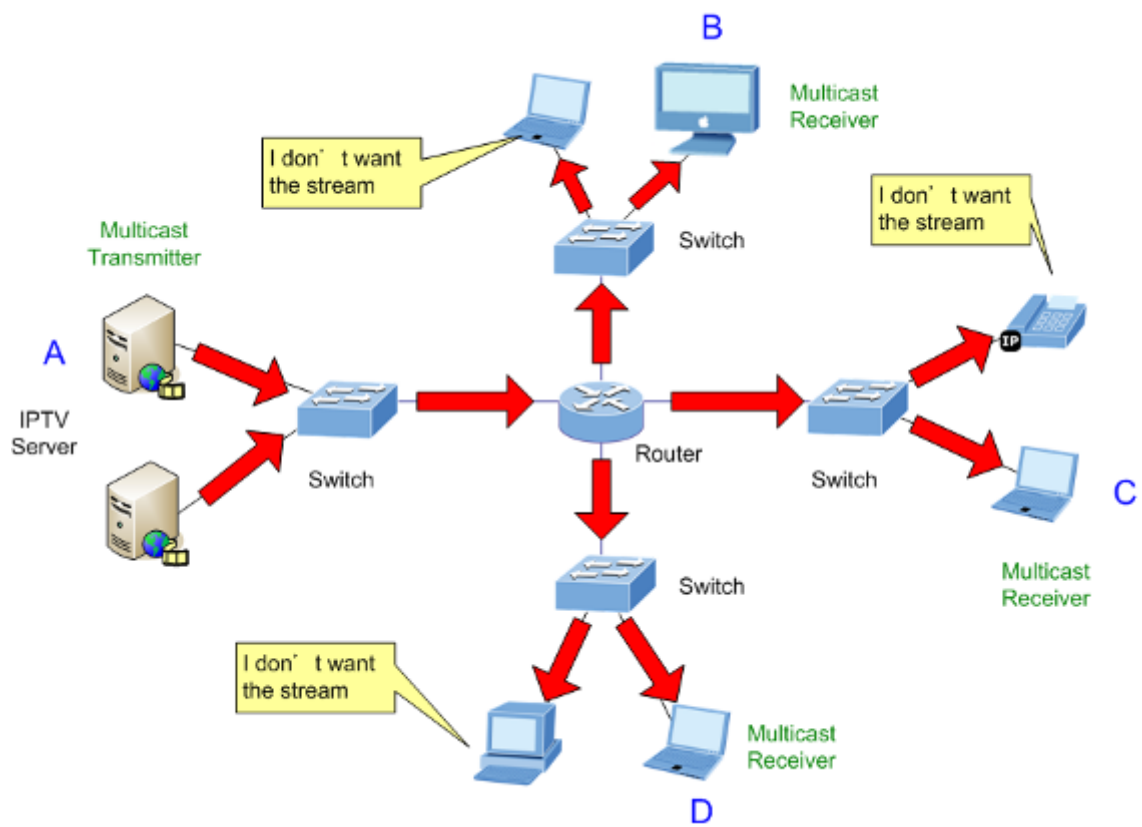 B
Multicast
Receiver
I don’ t want
the stream
I don’ t want
the stream
Multicast
Transmitter
Switch
A
IP
IPTV
Server
Router
Switch
Switch
C
Switch
Multicast
Receiver
I don’ t want
the stream
Multicast
Receiver
D